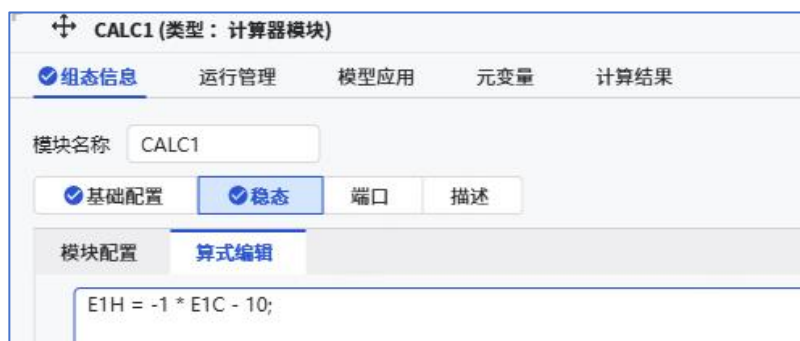 CALC1 (类型：计算器模块)
组态信息 运行管理 模型应用 元变量 计算结果
模块名称 CALC1
基础配置 稳态 端口 描述
模块配置 算式编辑
E1H = -1 * E1C - 10;